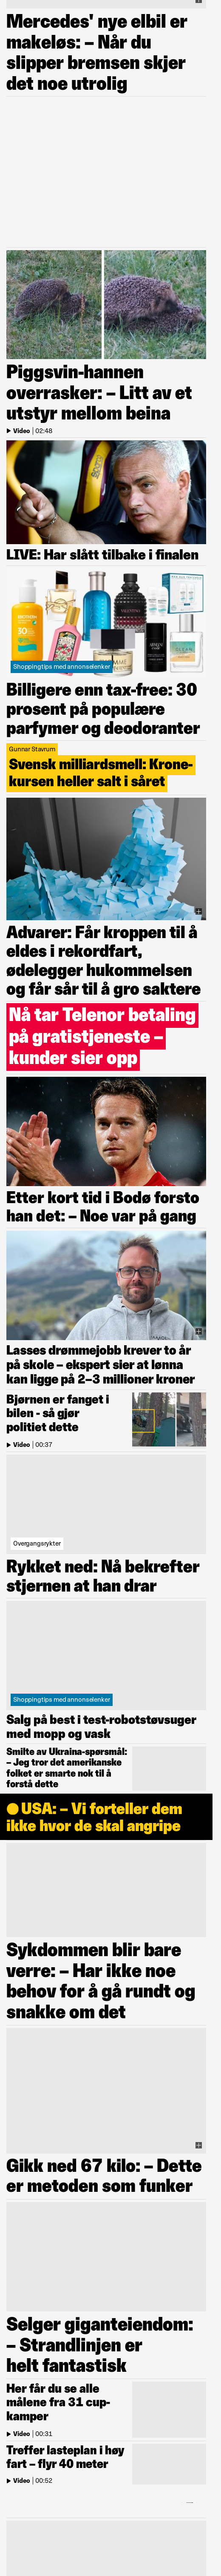 Mercedes' nye elbil er
makeløs: – Når du
slipper bremsen skjer
det noe utrolig
Piggsvin-hannen
overrasker: – Litt av et
utstyr mellom beina
Video | 02:48
LIVE: Har slått tilbake i finalen
Shoppingtips med annonselenker
Billigere enn tax-free: 30
prosent på populære
parfymer og deodoranter
Gunnar Stavrum
Svensk milliardsmell: Krone-
kursen heller salt i såret
Advarer: Får kroppen til å
eldes i rekordfart,
ødelegger hukommelsen
og får sår til å gro saktere
Nå tar Telenor betaling
på gratistjeneste –
kunder sier opp
Etter kort tid i Bodø forsto
han det: – Noe var på gang
Lasses drømmejobb krever to år
på skole – ekspert sier at lønna
kan ligge på 2–3 millioner kroner
Bjørnen er fanget i
bilen - så gjør
politiet dette
Video | 00:37
Overgangsrykter
Rykket ned: Nå bekrefter
stjernen at han drar
Shoppingtips med annonselenker
Salg på best i test-robotstøvsuger
med mopp og vask
Smilte av Ukraina-spørsmål:
– Jeg tror det amerikanske
folket er smarte nok til å
forstå dette
USA: – Vi forteller dem
ikke hvor de skal angripe
Sykdommen blir bare
verre: – Har ikke noe
behov for å gå rundt og
snakke om det
Gikk ned 67 kilo: – Dette
er metoden som funker
Selger giganteiendom:
– Strandlinjen er
helt fantastisk
Her får du se alle
målene fra 31 cup-
kamper
Video | 00:31
Treffer lasteplan i høy
fart – flyr 40 meter
Video | 00:52